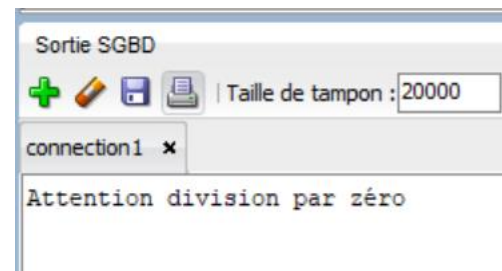 Sortie SGBD
Taille de tampon : 20000
connection1
Attention division par zéro